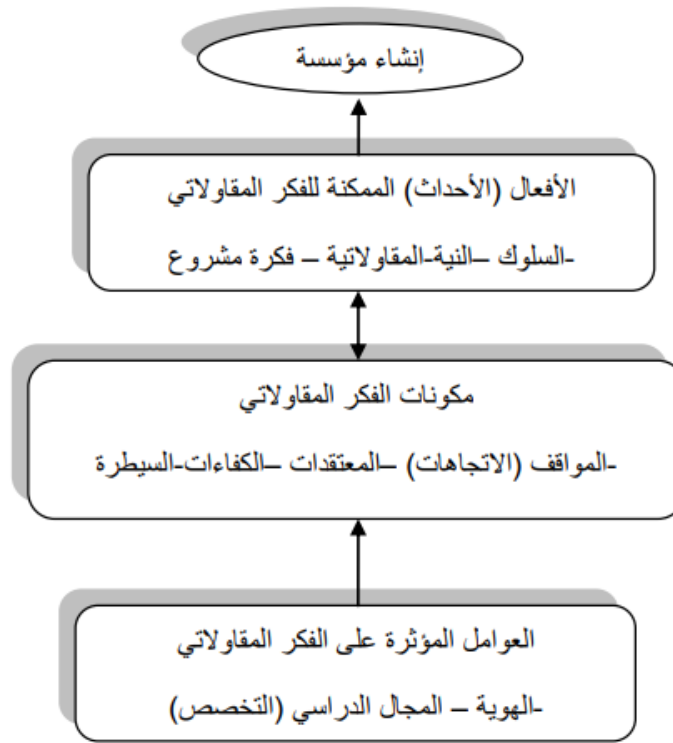 إنشاء مؤسسة
الأفعال (الأحداث) الممكنة للفكر المقاولاتي
-السلوك –النية-المقاولاتية – فكرة مشروع
مكونات الفكر المقاولاتي
-المواقف (الاتجاهات) –المعتقدات –الكفاءات-السيطرة
العوامل المؤثرة على الفكر المقاولاتي
-الهوية – المجال الدراسي (التخصص)